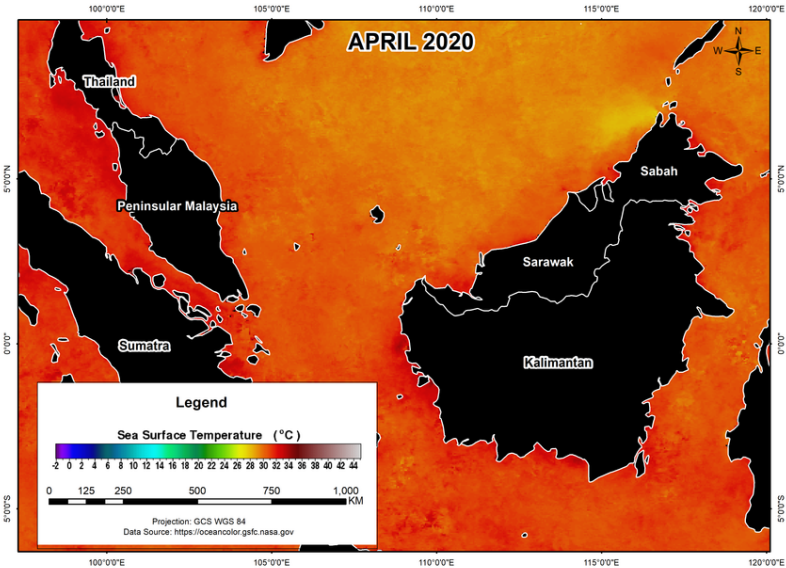 100°0'0"E 105°0'0"E 110°0'0"E 115°0'0"E 120°0'0"E
APRIL 2020
N
W E
S
Thailand
5°0'0"N 5°0'0"N
Sabah
Peninsular Malaysia
Sarawak
0°0'0" 0°0'0"
Sumatra
Kalimantan
Legend
Sea Surface Temperature (°C)
-2 0 2 4 6 8 10 12 14 16 18 20 22 24 26 28 30 32 34 36 38 40 42 44
0 125 250 500 750 1,000
KM
5°0'0"S 5°0'0"S
Projection: GCS WGS 84
Data Source: https://oceancolor.gsfc.nasa.gov
100°0'0"E 105°0'0"E 110°0'0"E 115°0'0"E 120°0'0"E